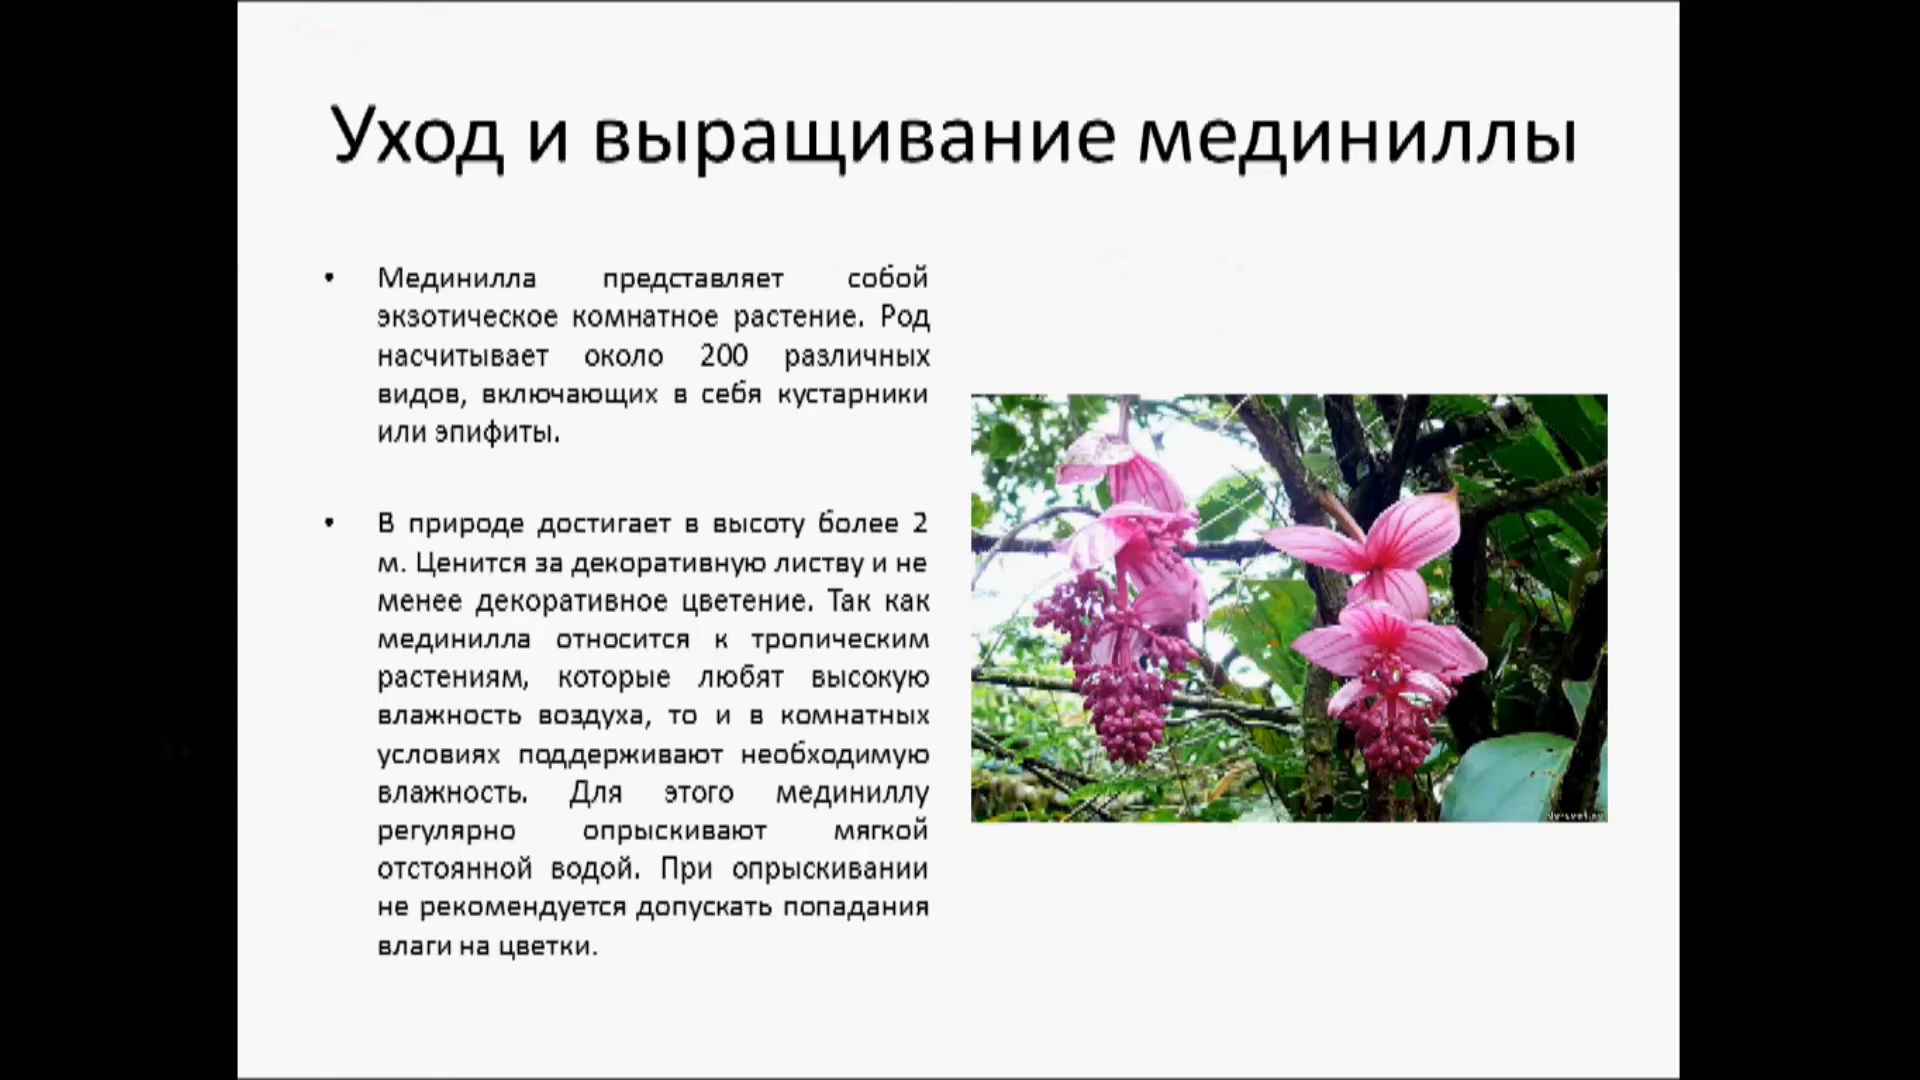 Уход и выращивание мединиллы
• Мединилла представляет собой
экзотическое комнатное растение. Род
насчитывает около 200 различных
видов, включающих в себя кустарники
или эпифиты.
• В природе достигает в высоту более 2
м. Ценится за декоративную листву и не
менее декоративное цветение. Так как
мединилла относится к тропическим
растениям, которые любят высокую
влажность воздуха, то и в комнатных
условиях поддерживают необходимую
влажность. Для этого мединиллу
регулярно опрыскивают мягкой
отстоянной водой. При опрыскивании
не рекомендуется допускать попадания
влаги на цветки.